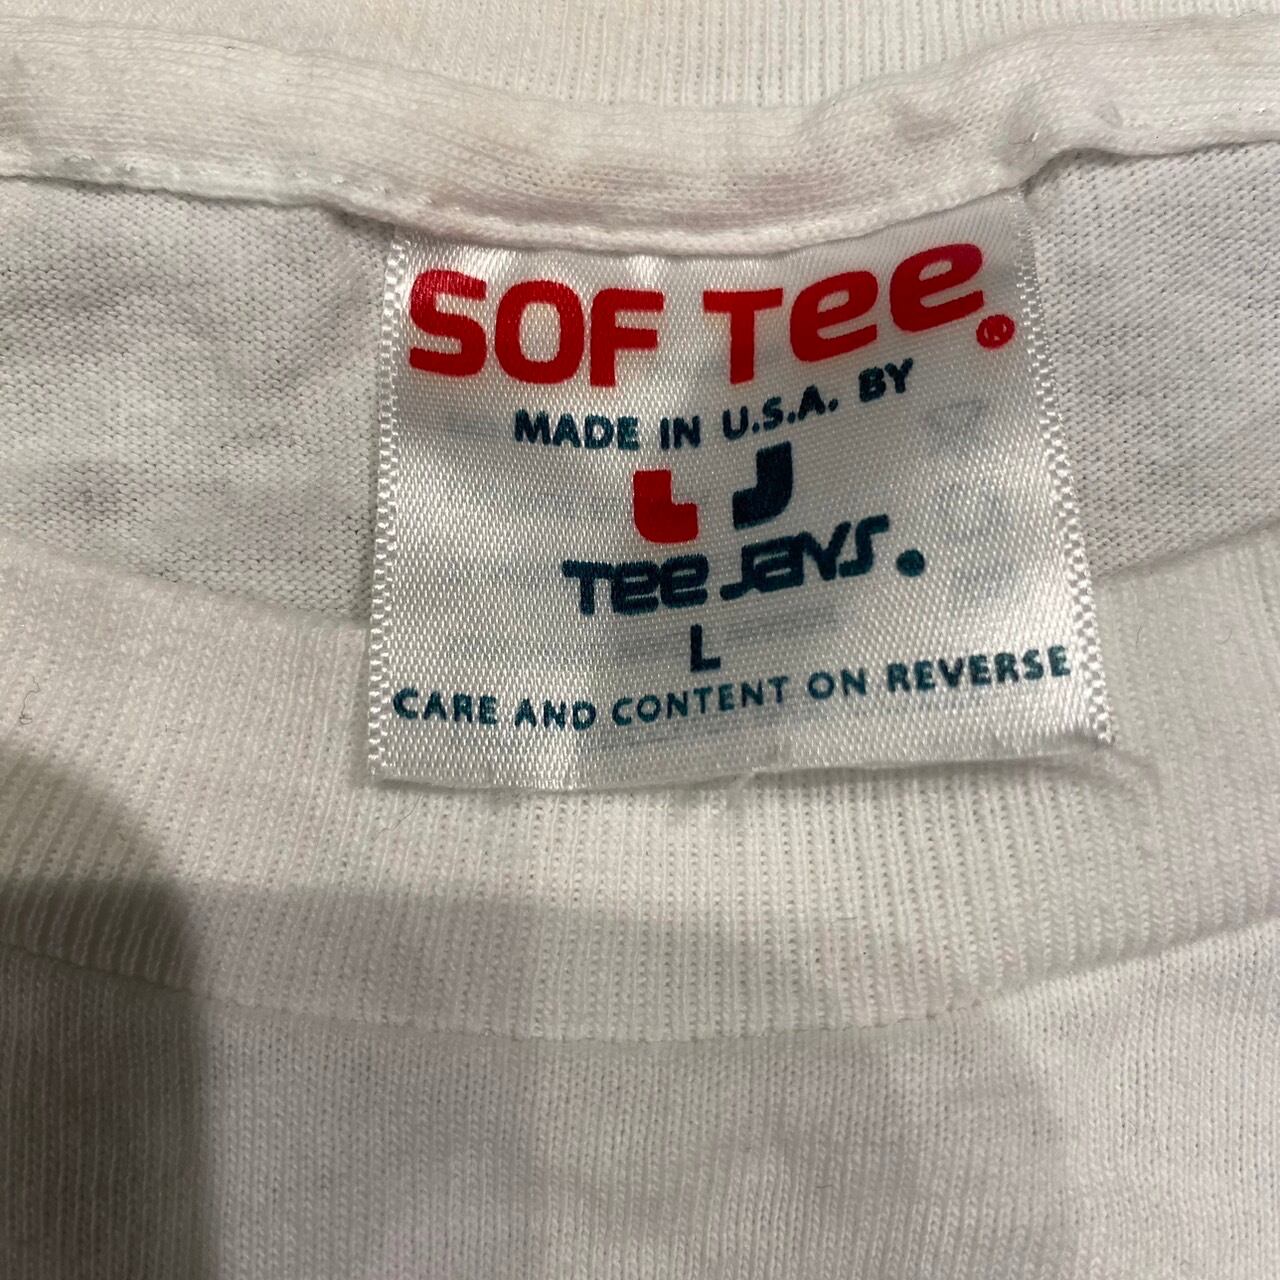 SOF Tee®
MADE IN U.S.A. BY
Tee JAYS.
L
CARE AND CONTENT ON REVERSE